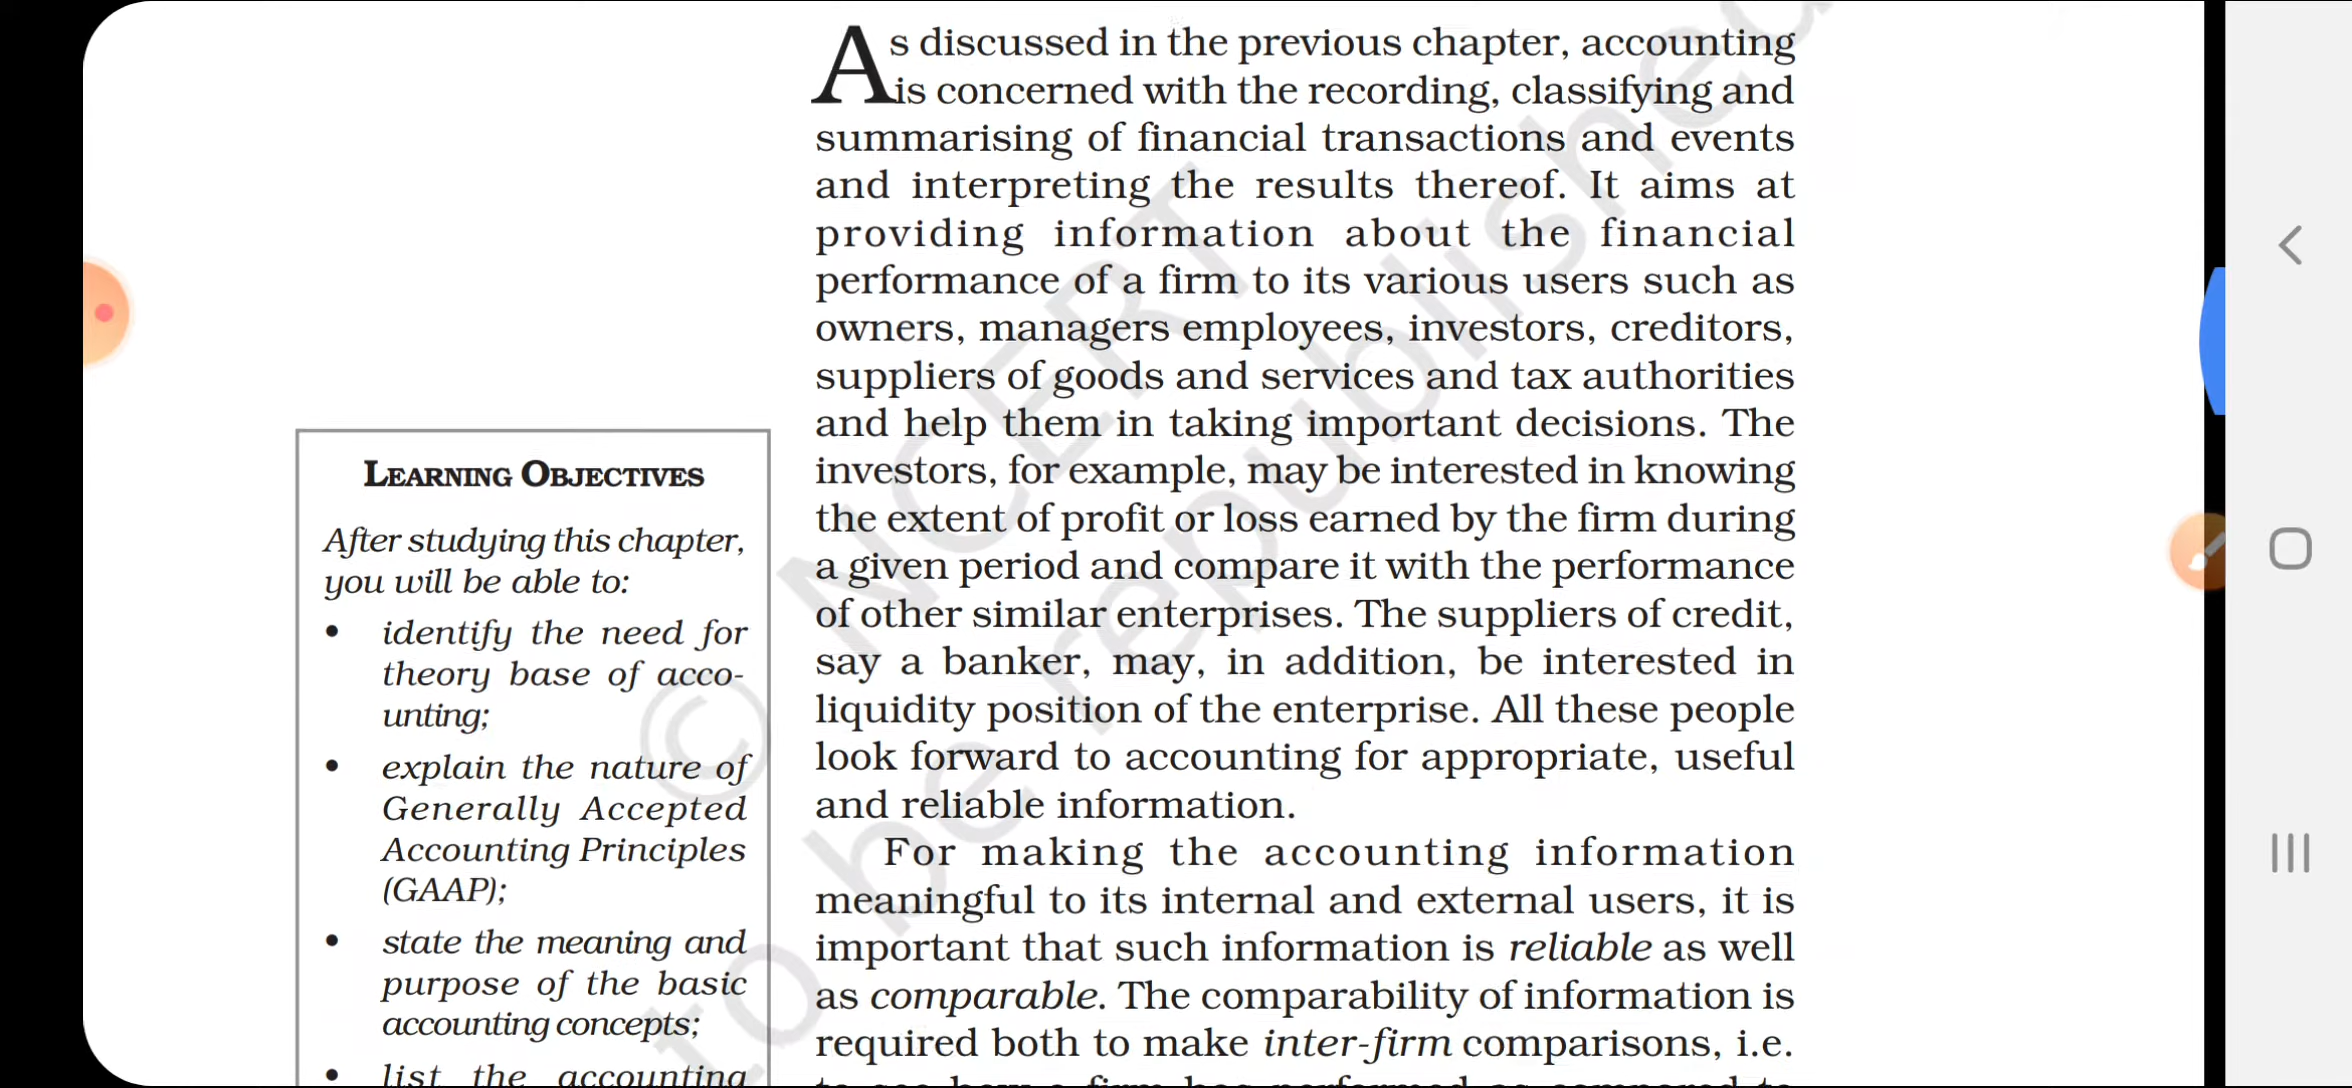 As discussed in the previous chapter, accounting
is concerned with the recording, classifying and
summarising of financial transactions and events
and interpreting the results thereof. It aims at
providing information about the financial
performance of a firm to its various users such as
owners, managers employees, investors, creditors,
suppliers of goods and services and tax authorities
and help them in taking important decisions. The
investors, for example, may be interested in knowing
the extent of profit or loss earned by the firm during
a given period and compare it with the performance
of other similar enterprises. The suppliers of credit,
say a banker, may, in addition, be interested in
liquidity position of the enterprise. All these people
look forward to accounting for appropriate, useful
and reliable information.
For making the accounting information
meaningful to its internal and external users, it is
important that such information is reliable as well
as comparable. The comparability of information is
required both to make inter-firm comparisons, i.e.
LEARNING OBJECTIVES
After studying this chapter,
you will be able to:
• identify the need for
theory base of acco-
unting;
• explain the nature of
Generally Accepted
Accounting Principles
(GAAP);
• state the meaning and
purpose of the basic
accounting concepts;
• list the accounting
© NCERT
to be republished